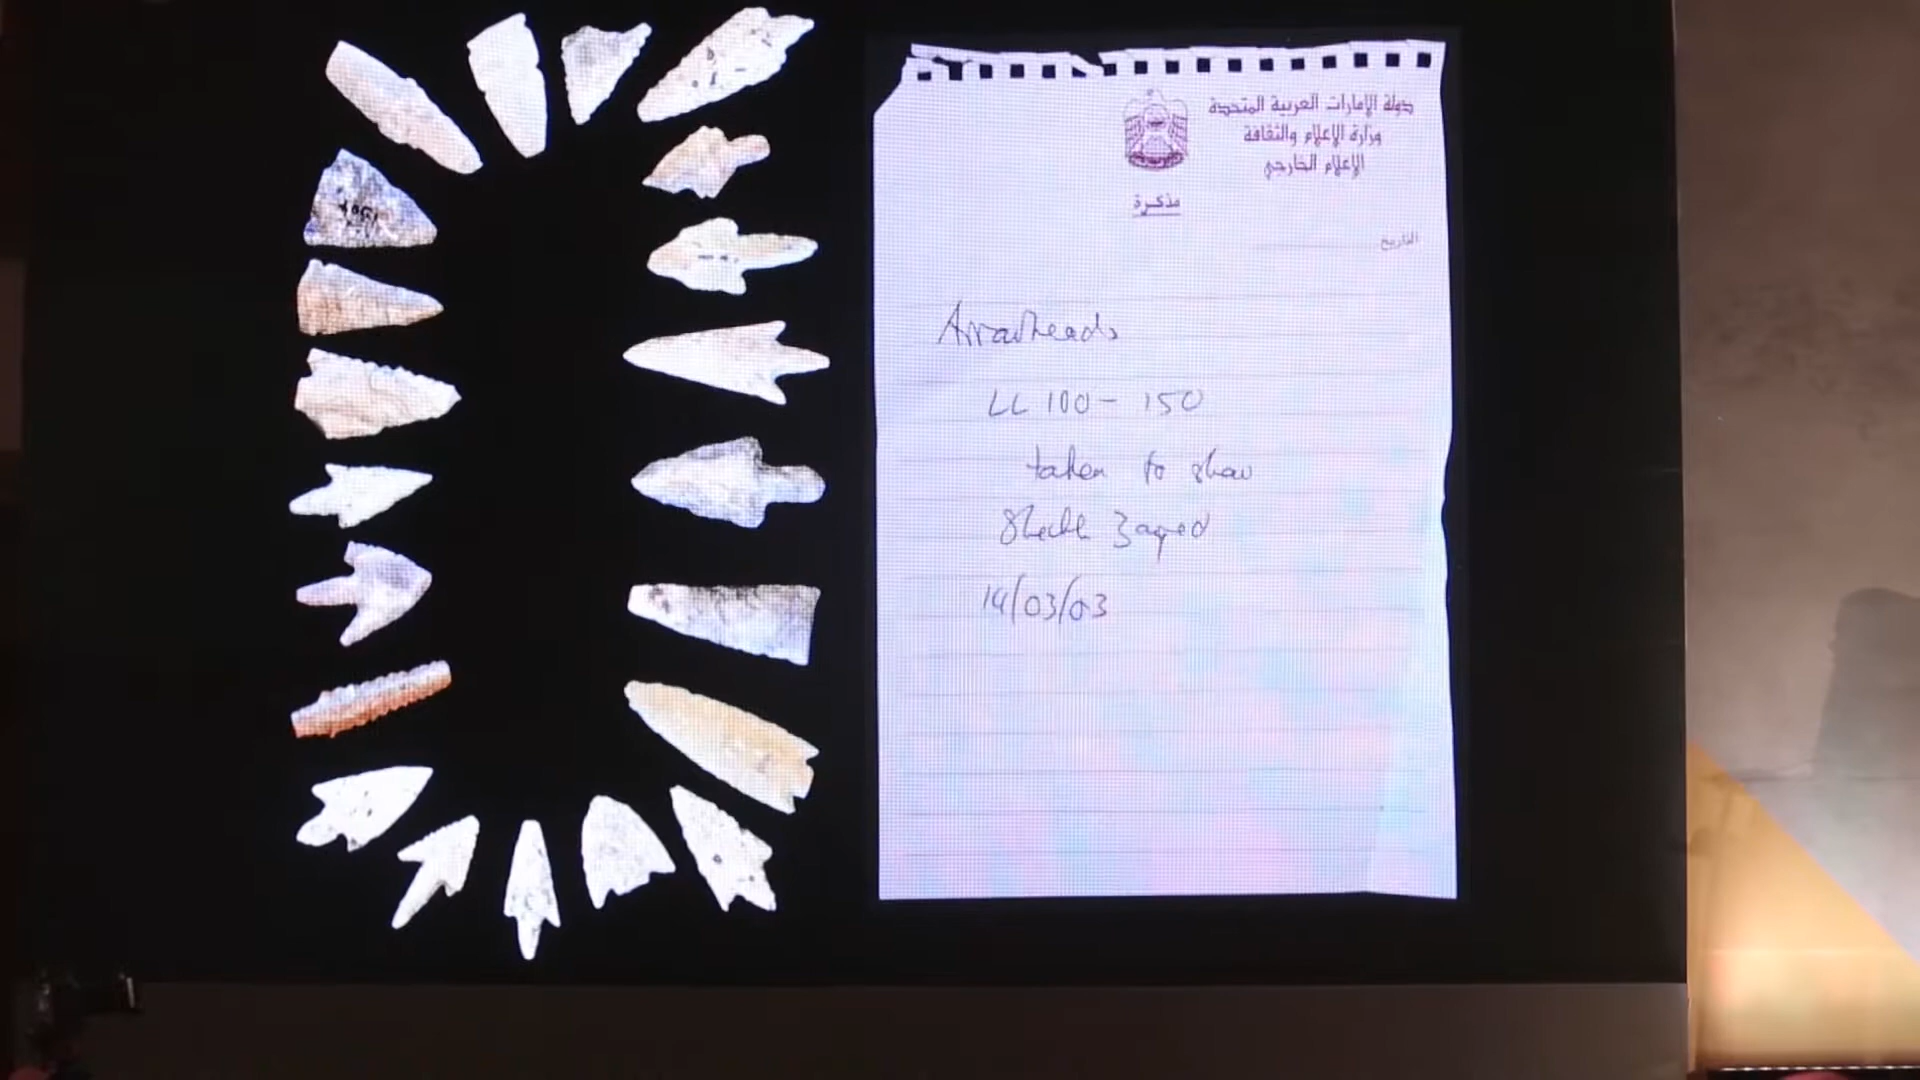 دولة الإمارات العربية المتحدة
وزارة الإعلام والثقافة
الإعلام الخارجي
مذكرة
التاريخ
Arrowheads
LL 100 - 150
taken to show
Sheikh Zayed
14/03/03